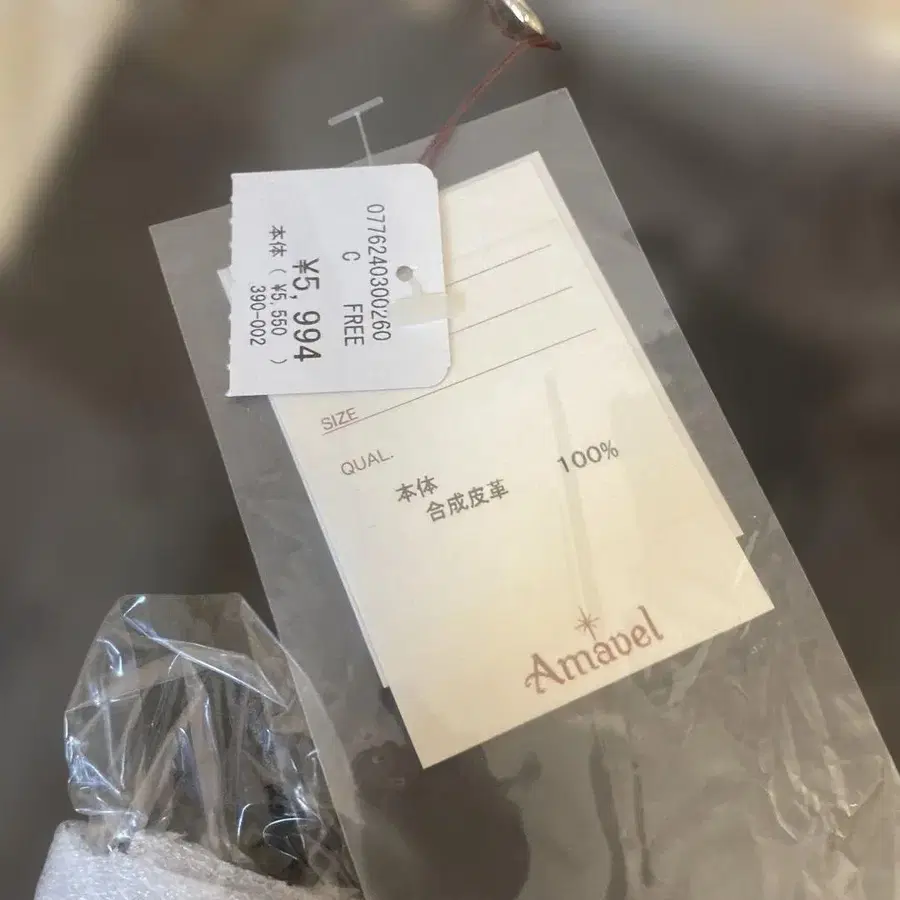 0776240300260
C FREE
¥5,994
本体 ( ¥5,550 )
390-002
SIZE
QUAL.
本体
合成皮革 100%
Amavel